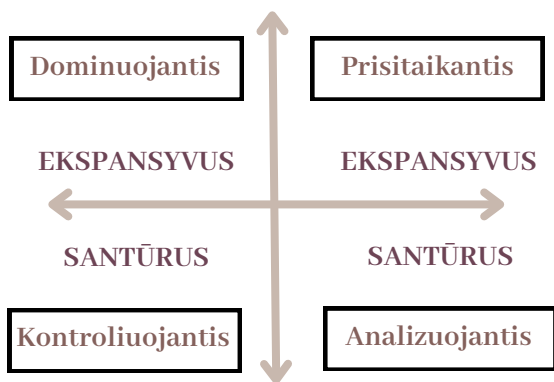 Dominuojantis
Prisitaikantis
EKSPANSYVUS
EKSPANSYVUS
SANTŪRUS
SANTŪRUS
Kontroliuojantis
Analizuojantis